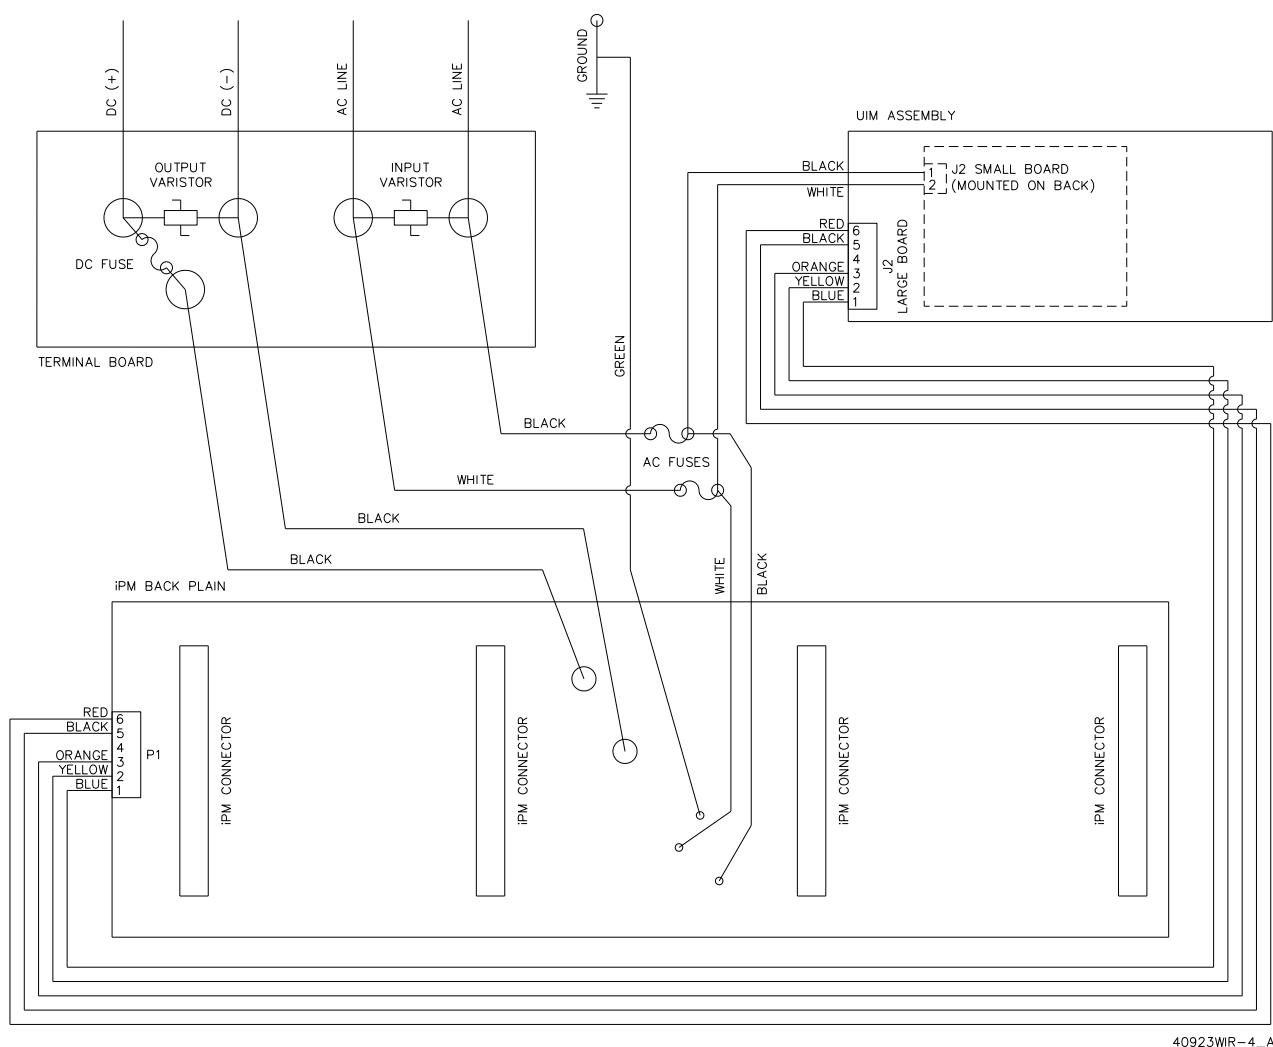 DC (+)
DC (-)
AC LINE
AC LINE
GROUND
OUTPUT
VARISTOR
INPUT
VARISTOR
DC FUSE
TERMINAL BOARD
UIM ASSEMBLY
BLACK
WHITE
1
2
J2 SMALL BOARD
(MOUNTED ON BACK)
RED
BLACK
ORANGE
YELLOW
BLUE
6
5
4
3
2
1
J2
LARGE BOARD
GREEN
BLACK
AC FUSES
WHITE
BLACK
BLACK
WHITE
BLACK
iPM BACK PLAIN
RED
BLACK
ORANGE
YELLOW
BLUE
6
5
4
3
2
1
P1
iPM CONNECTOR
iPM CONNECTOR
iPM CONNECTOR
iPM CONNECTOR
40923WIR-4_A